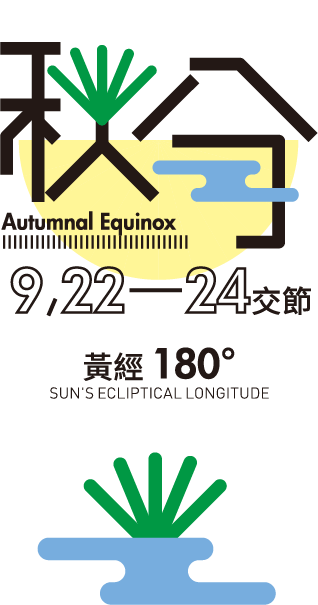 秋分
Autumnal Equinox
9,22—24交節
黃經 180°
SUN'S ECLIPTICAL LONGITUDE